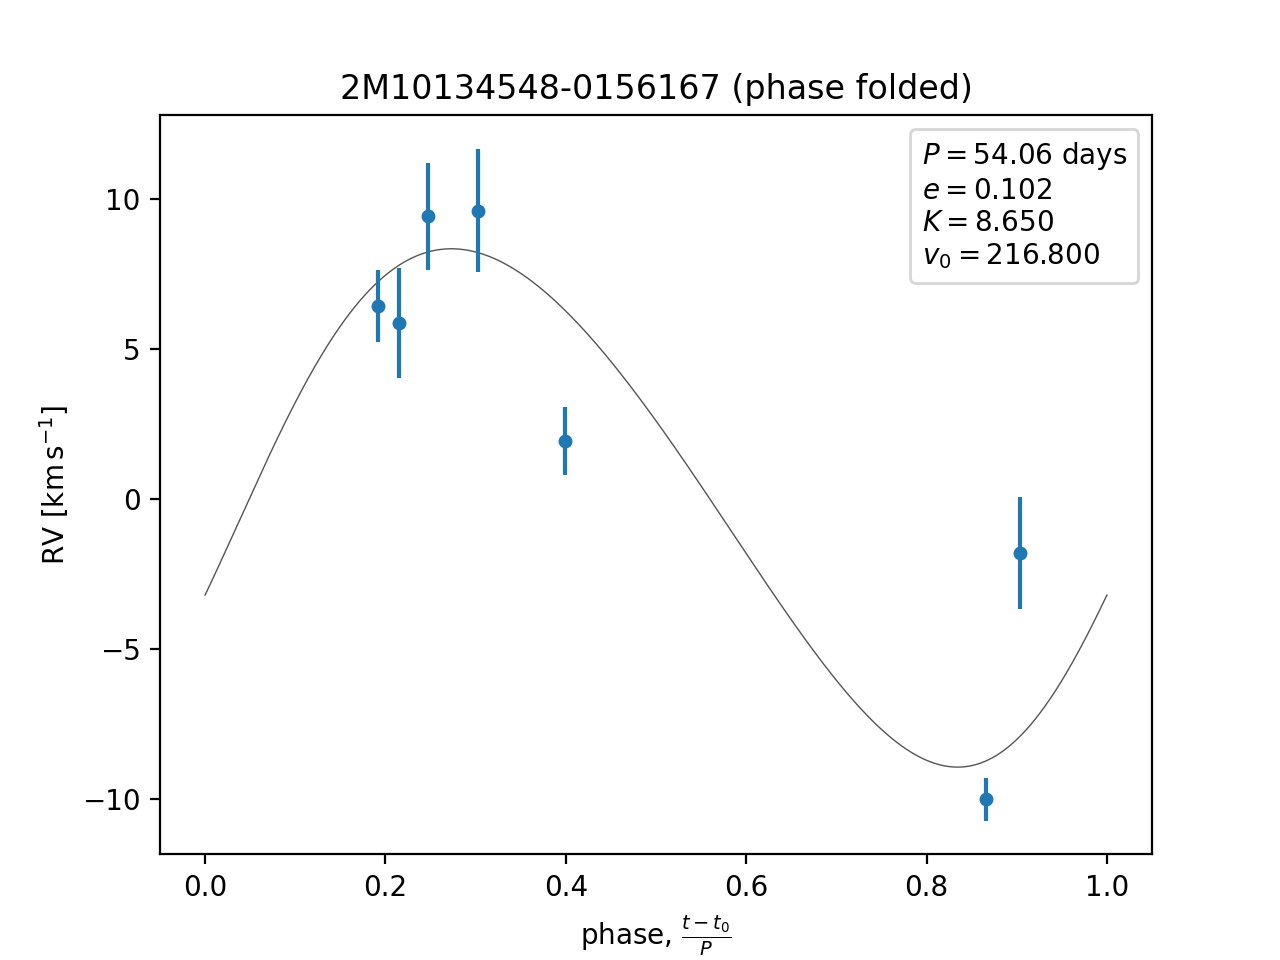 2M10134548-0156167 (phase folded)
P = 54.06 days
e = 0.102
K = 8.650
v₀ = 216.800
10
5
0
−5
−10
RV [km s⁻¹]
0.0 0.2 0.4 0.6 0.8 1.0
phase, (t − t₀)/P